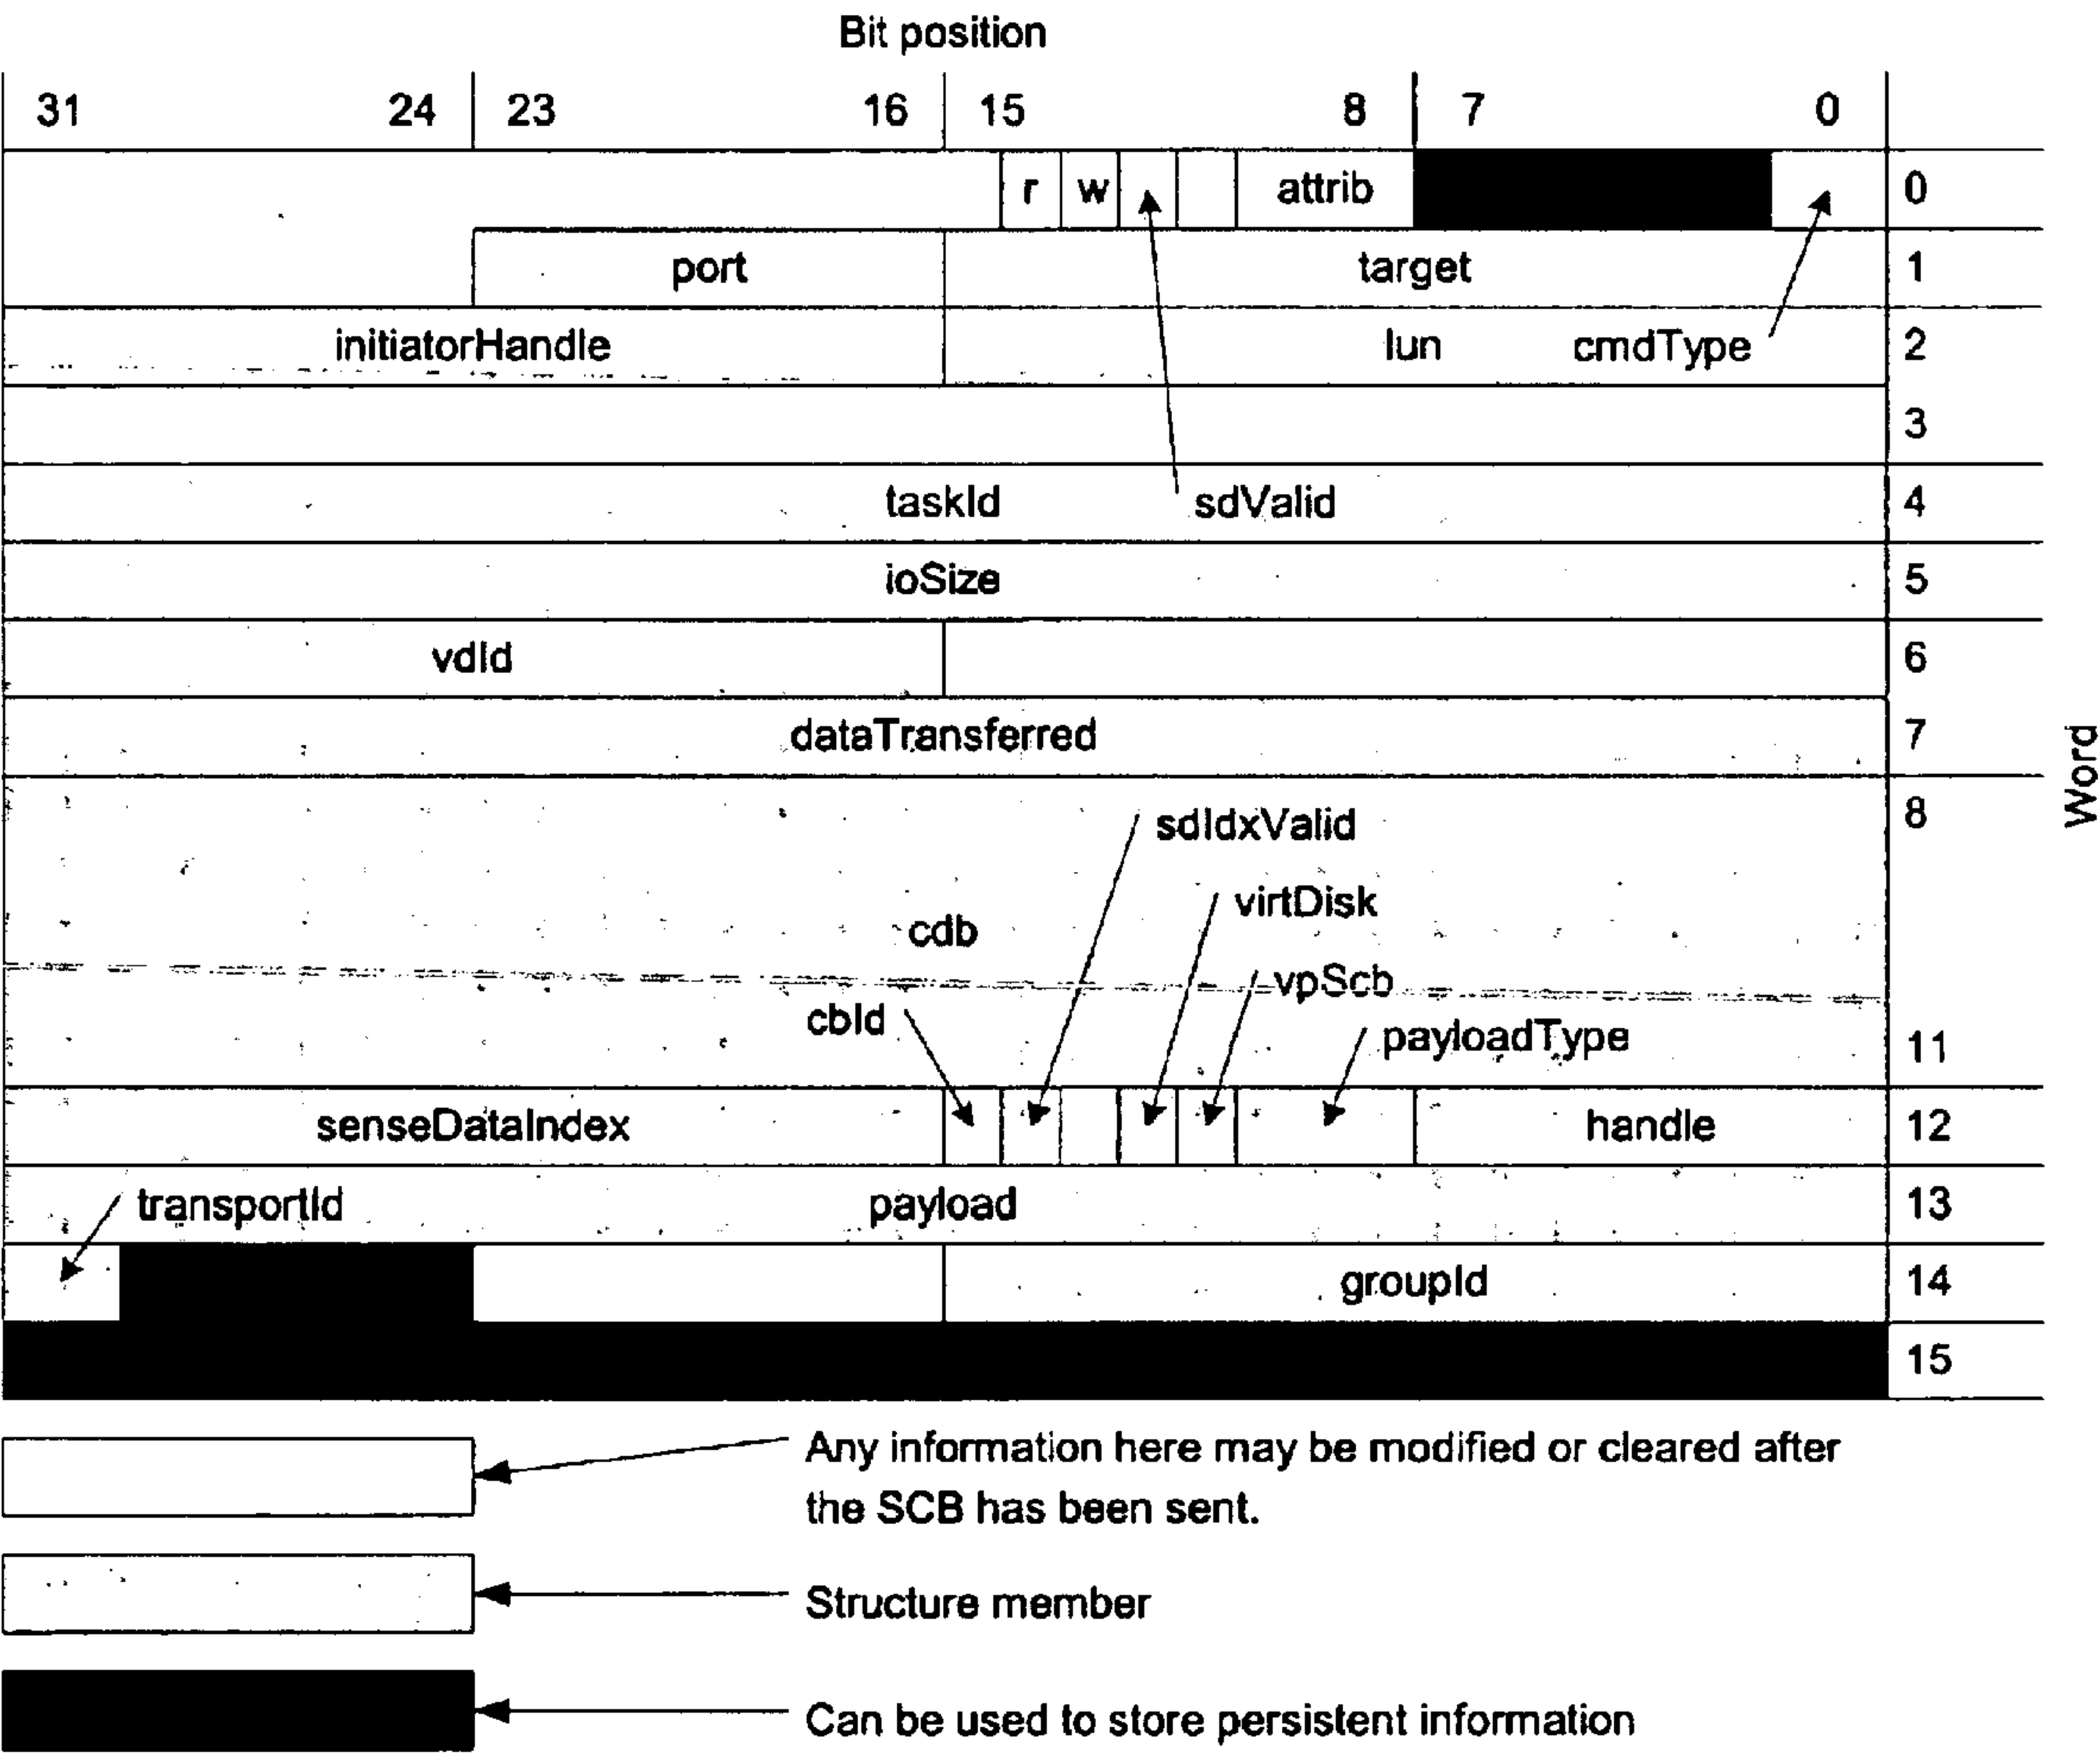 Bit position
31 24 23 16 15 8 7 0
r w attrib 0
port target 1
initiatorHandle lun cmdType 2
3
taskId sdValid 4
ioSize 5
vdId 6
dataTransferred 7
Word
8
sdIdxValid
virtDisk
cdb
vpScb
cbId
payloadType
11
senseDataIndex handle 12
transportId payload 13
groupId 14
15
Any information here may be modified or cleared after
the SCB has been sent.
Structure member
Can be used to store persistent information